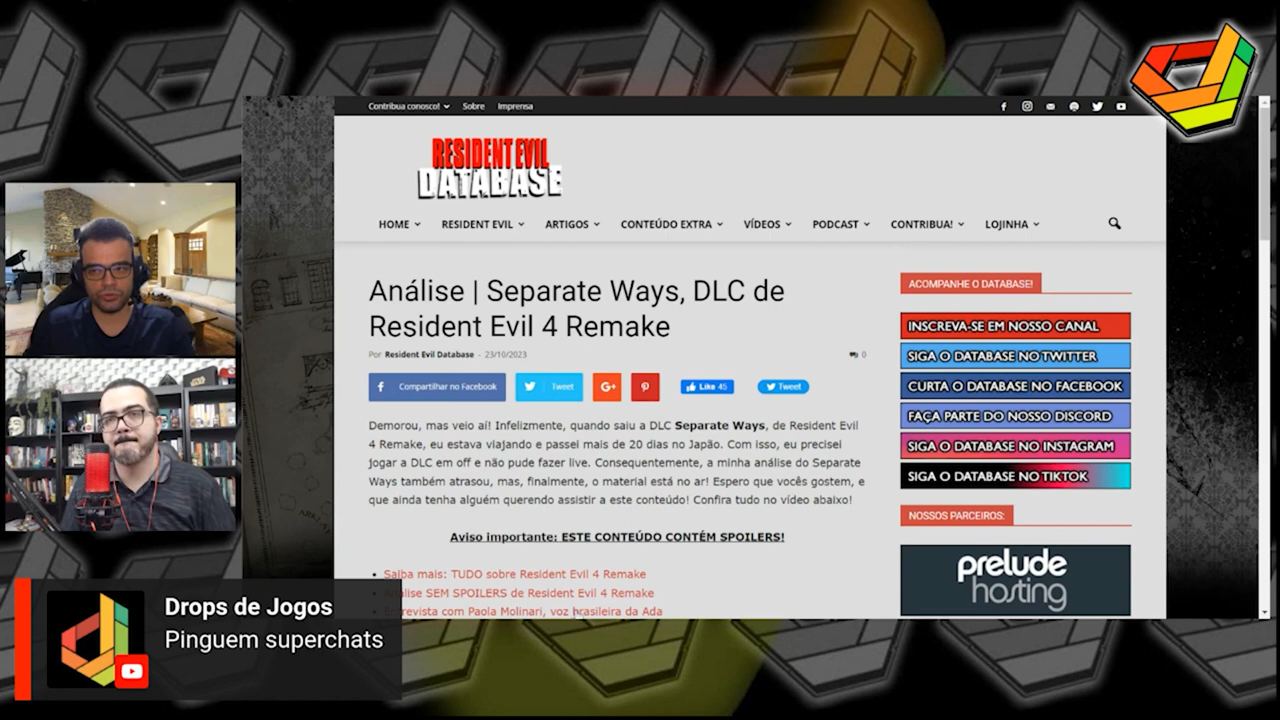 Contribua conosco!
Sobre
Imprensa
RESIDENT EVIL
DATABASE
HOME
RESIDENT EVIL
ARTIGOS
CONTEÚDO EXTRA
VÍDEOS
PODCAST
CONTRIBUA!
LOJINHA
Análise | Separate Ways, DLC de
Resident Evil 4 Remake
Por Resident Evil Database - 23/10/2023
0
Compartilhar no Facebook
Tweet
Like 45
Tweet
Demorou, mas veio aí! Infelizmente, quando saiu a DLC Separate Ways, de Resident Evil
4 Remake, eu estava viajando e passei mais de 20 dias no Japão. Com isso, eu precisei
jogar a DLC em off e não pude fazer live. Consequentemente, a minha análise do Separate
Ways também atrasou, mas, finalmente, o material está no ar! Espero que vocês gostem, e
que ainda tenha alguém querendo assistir a este conteúdo! Confira tudo no vídeo abaixo!
Aviso importante: ESTE CONTEÚDO CONTÉM SPOILERS!
Saiba mais: TUDO sobre Resident Evil 4 Remake
SEM SPOILERS de Resident Evil 4 Remake
com Paola Molinari, voz brasileira da Ada
ACOMPANHE O DATABASE!
INSCREVA-SE EM NOSSO CANAL
SIGA O DATABASE NO TWITTER
CURTA O DATABASE NO FACEBOOK
FAÇA PARTE DO NOSSO DISCORD
SIGA O DATABASE NO INSTAGRAM
SIGA O DATABASE NO TIKTOK
NOSSOS PARCEIROS:
prelude
hosting
Drops de Jogos
Pinguem superchats